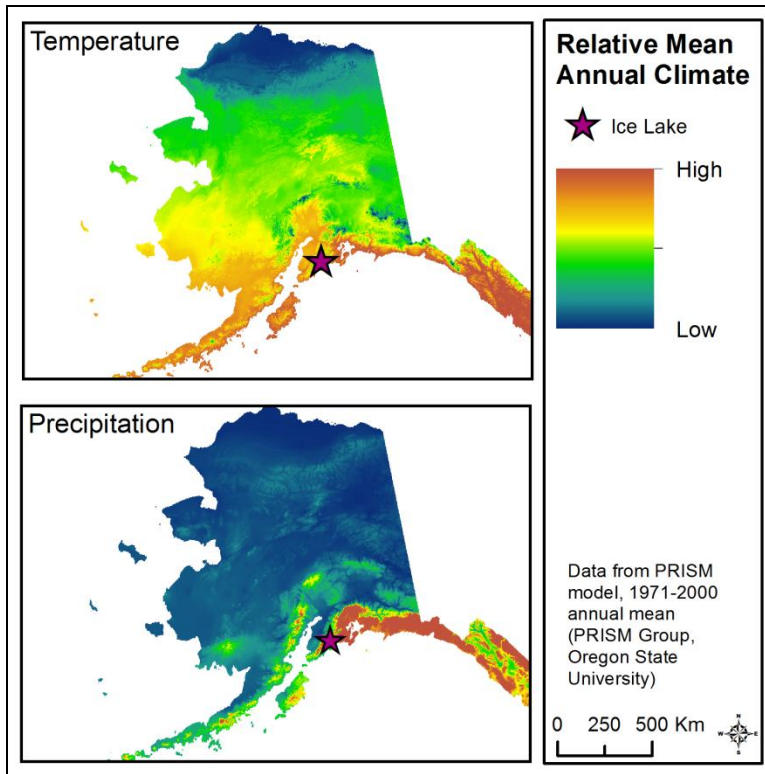 Temperature
Precipitation
Relative Mean
Annual Climate
Ice Lake
High
Low
Data from PRISM
model, 1971-2000
annual mean
(PRISM Group,
Oregon State
University)
0 250 500 Km
N
W E
S